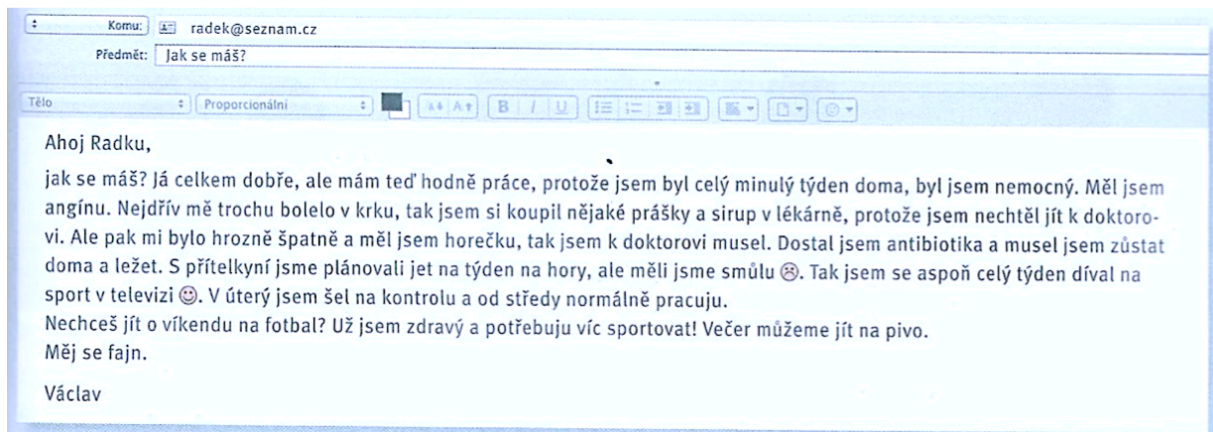 Komu: radek@seznam.cz
Předmět: Jak se máš?
Tělo Proporcionální B I U
Ahoj Radku,
jak se máš? Já celkem dobře, ale mám teď hodně práce, protože jsem byl celý minulý týden doma, byl jsem nemocný. Měl jsem
angínu. Nejdřív mě trochu bolelo v krku, tak jsem si koupil nějaké prášky a sirup v lékárně, protože jsem nechtěl jít k doktoro-
vi. Ale pak mi bylo hrozně špatně a měl jsem horečku, tak jsem k doktorovi musel. Dostal jsem antibiotika a musel jsem zůstat
doma a ležet. S přítelkyní jsme plánovali jet na týden na hory, ale měli jsme smůlu ☹. Tak jsem se aspoň celý týden díval na
sport v televizi ☺. V úterý jsem šel na kontrolu a od středy normálně pracuju.
Nechceš jít o víkendu na fotbal? Už jsem zdravý a potřebuju víc sportovat! Večer můžeme jít na pivo.
Měj se fajn.
Václav